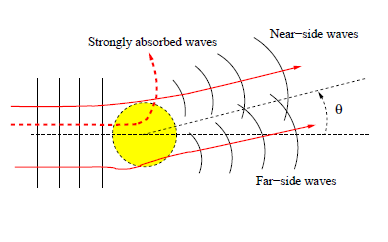 Near−side waves
Strongly absorbed waves
θ
Far−side waves